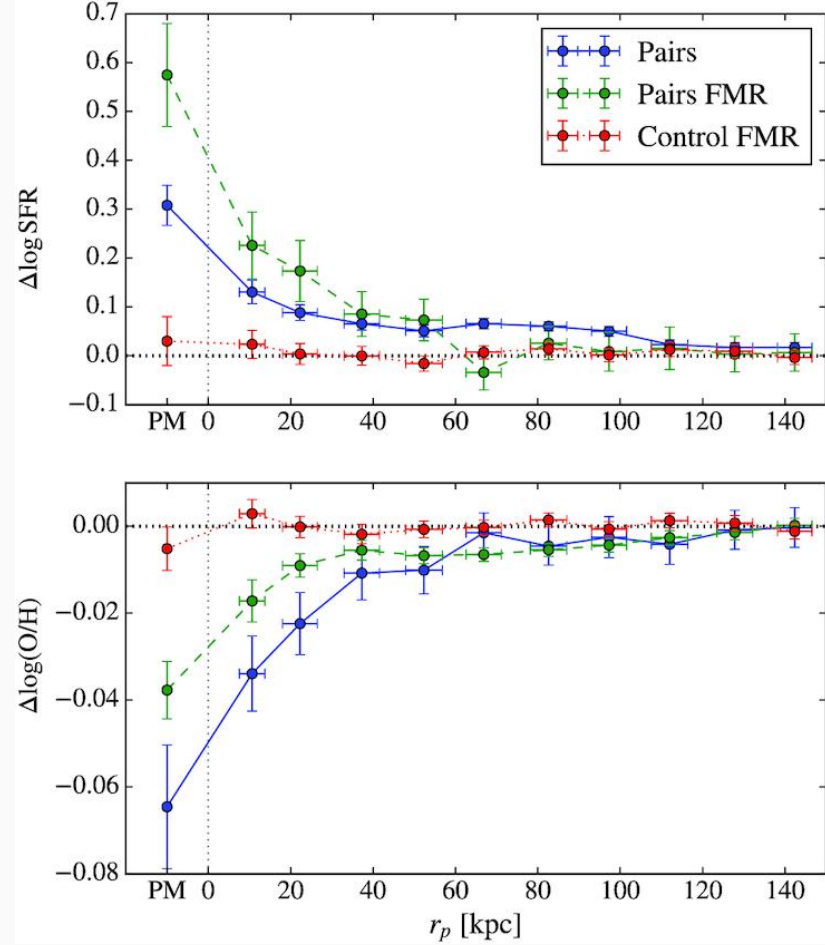 0.7
0.6
0.5
0.4
0.3
0.2
0.1
0.0
−0.1
Δlog SFR
Pairs
Pairs FMR
Control FMR
PM 0 20 40 60 80 100 120 140
0.00
−0.02
−0.04
−0.06
−0.08
Δlog(O/H)
PM 0 20 40 60 80 100 120 140
r_p [kpc]